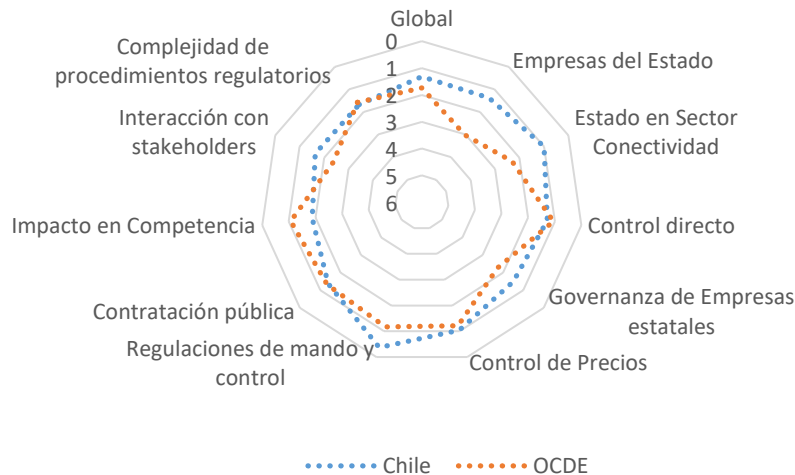 Global
0
1
2
3
4
5
6
Empresas del Estado
Estado en Sector
Conectividad
Control directo
Governanza de Empresas
estatales
Control de Precios
Regulaciones de mando y
control
Contratación pública
Impacto en Competencia
Interacción con
stakeholders
Complejidad de
procedimientos regulatorios
Chile
OCDE